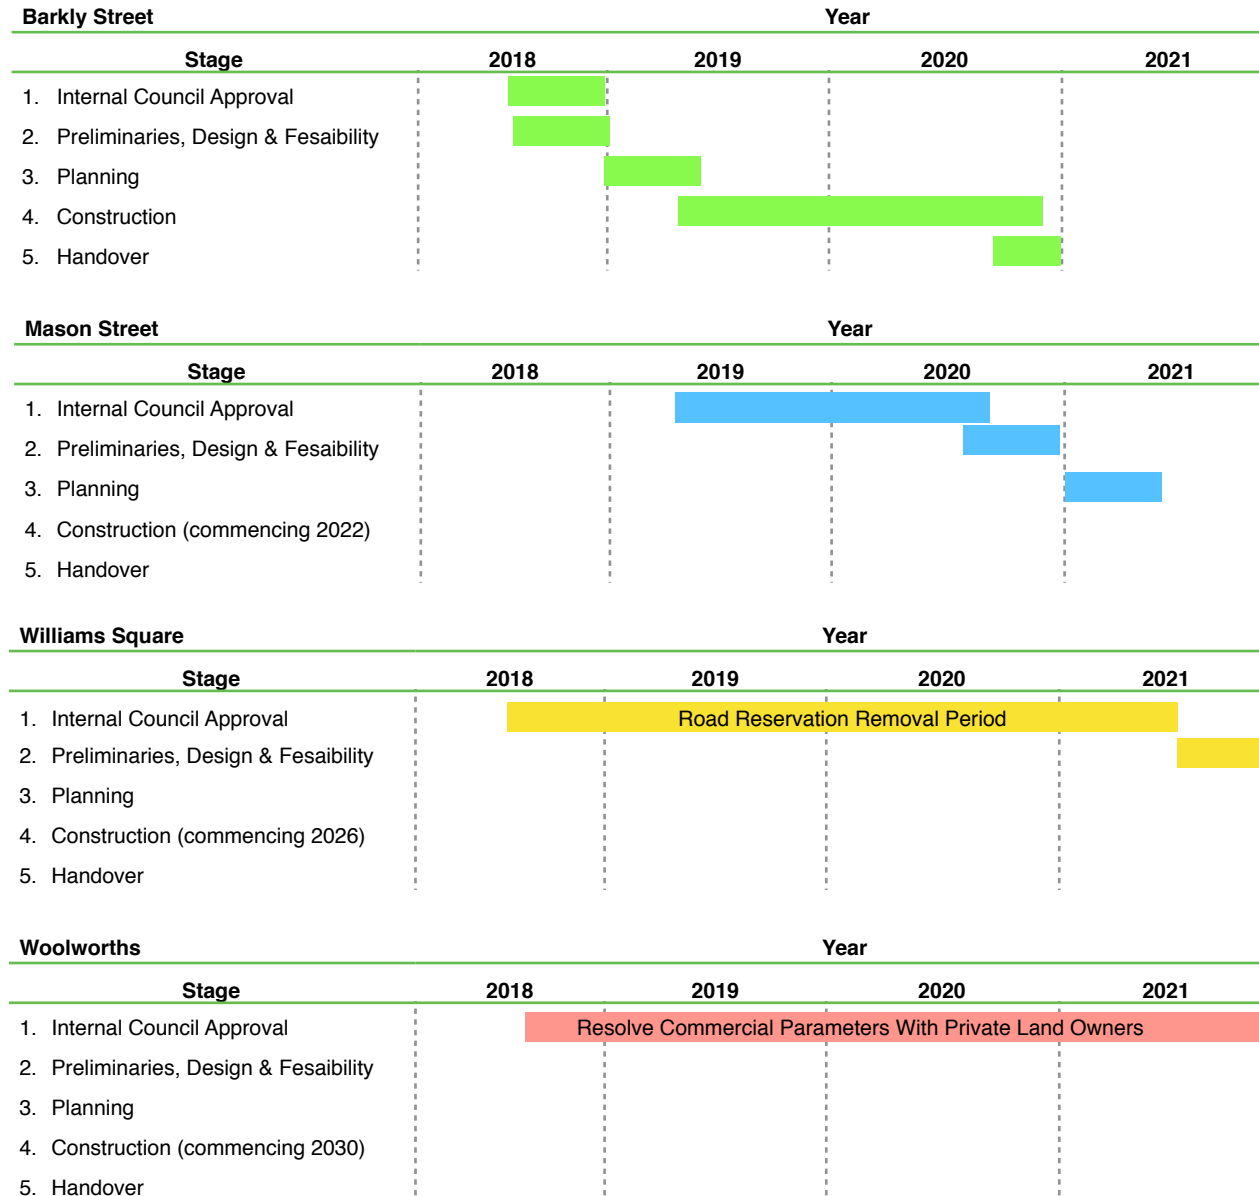 Barkly Street Year
Stage 2018 2019 2020 2021
1. Internal Council Approval
2. Preliminaries, Design & Fesaibility
3. Planning
4. Construction
5. Handover
Mason Street Year
Stage 2018 2019 2020 2021
1. Internal Council Approval
2. Preliminaries, Design & Fesaibility
3. Planning
4. Construction (commencing 2022)
5. Handover
Williams Square Year
Stage 2018 2019 2020 2021
1. Internal Council Approval Road Reservation Removal Period
2. Preliminaries, Design & Fesaibility
3. Planning
4. Construction (commencing 2026)
5. Handover
Woolworths Year
Stage 2018 2019 2020 2021
1. Internal Council Approval Resolve Commercial Parameters With Private Land Owners
2. Preliminaries, Design & Fesaibility
3. Planning
4. Construction (commencing 2030)
5. Handover